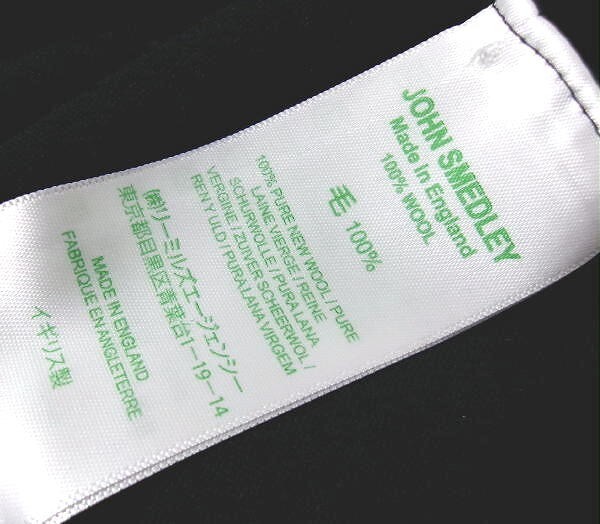 JOHN SMEDLEY
Made in England
100% WOOL
毛 100%
100% PURE NEW WOOL / PURE
LAINE VIERGE / REINE
SCHURWOLLE / PURA LANA
VERGINE / ZUIVER SCHEERWOL /
REN Y ULD / PURA LANA VIRGEM
㈱リーミルズエージェンシー
東京都目黒区青葉台1-19-14
MADE IN ENGLAND
FABRIQUE EN ANGLETERRE
イギリス製